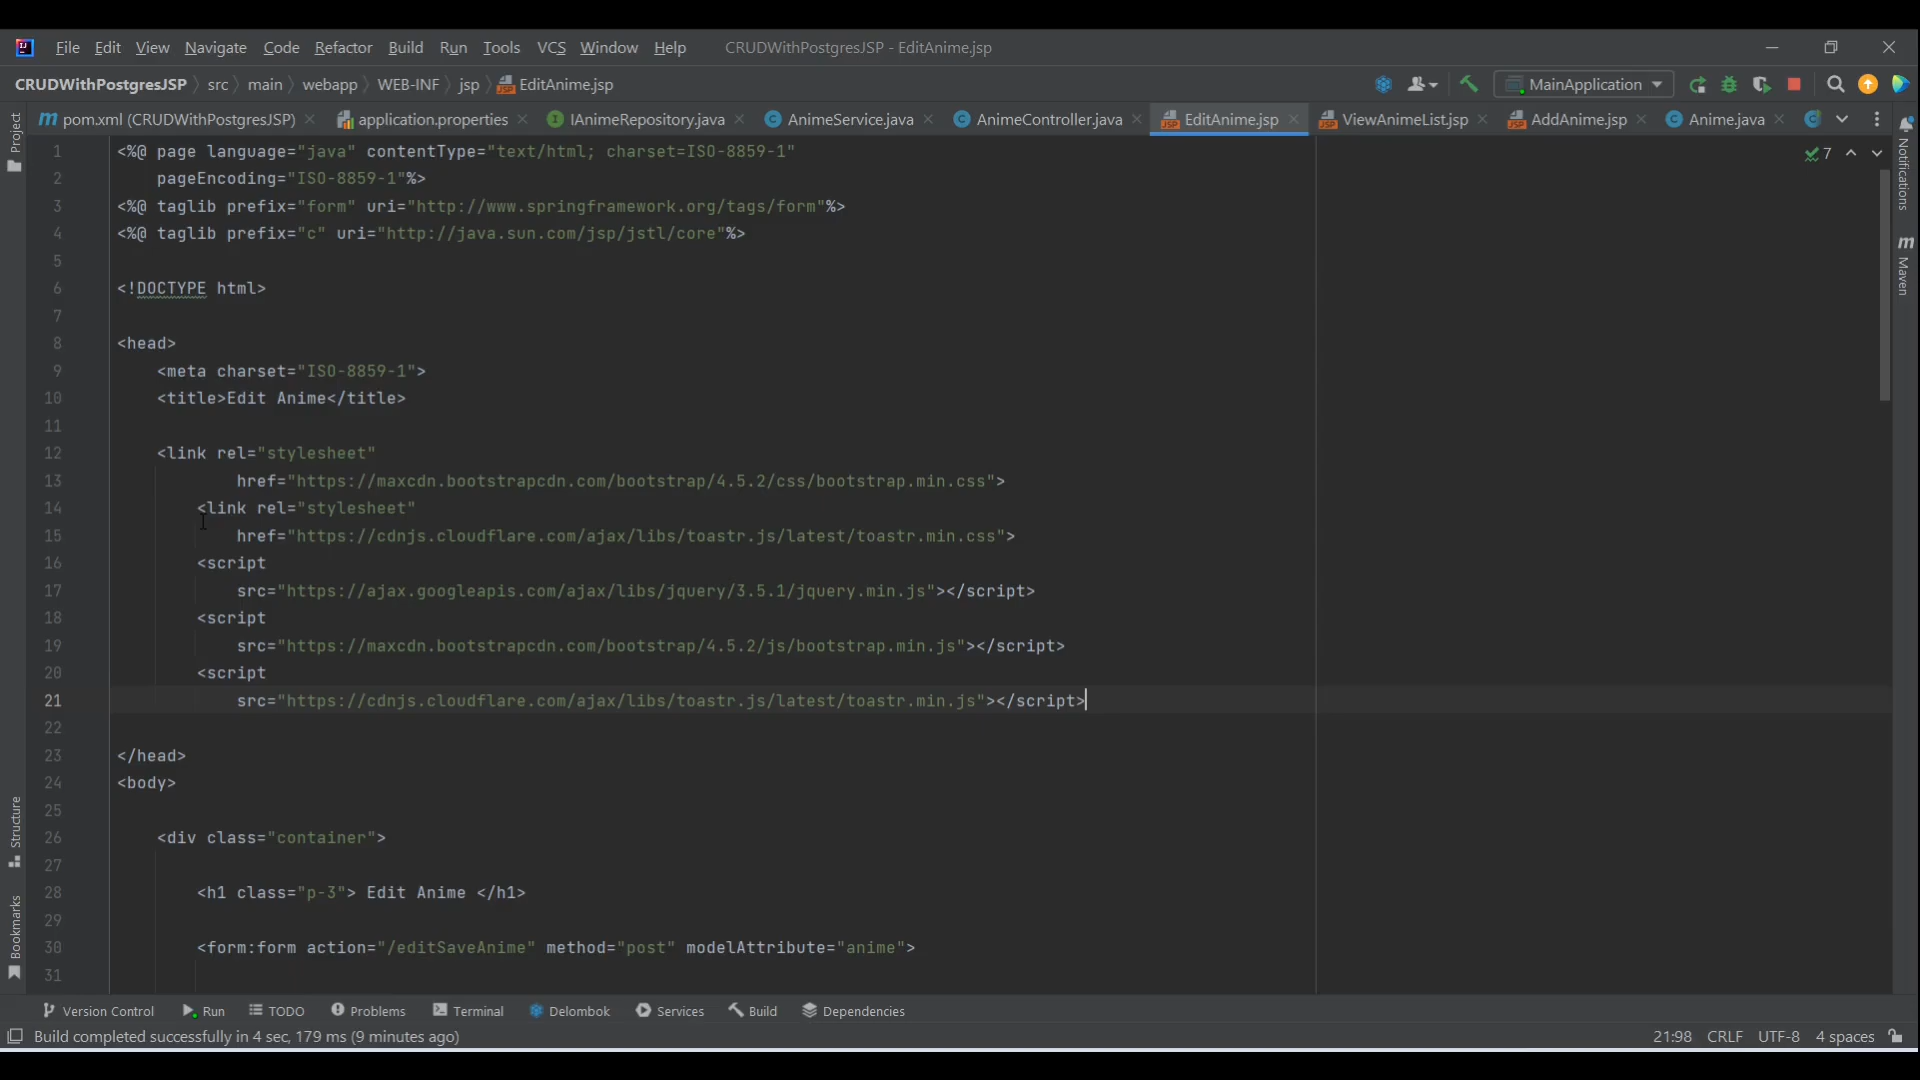 File Edit View Navigate Code Refactor Build Run Tools VCS Window Help CRUDWithPostgresJSP - EditAnime.jsp
CRUDWithPostgresJSP src main webapp WEB-INF jsp EditAnime.jsp MainApplication
pom.xml (CRUDWithPostgresJSP) application.properties IAnimeRepository.java AnimeService.java AnimeController.java EditAnime.jsp ViewAnimeList.jsp AddAnime.jsp Anime.java
Project
Structure
Bookmarks
7
1 <%@ page language="java" contentType="text/html; charset=ISO-8859-1"
2 pageEncoding="ISO-8859-1"%>
3 <%@ taglib prefix="form" uri="http://www.springframework.org/tags/form"%>
4 <%@ taglib prefix="c" uri="http://java.sun.com/jsp/jstl/core"%>
5
6 <!DOCTYPE html>
7
8 <head>
9 <meta charset="ISO-8859-1">
10 <title>Edit Anime</title>
11
12 <link rel="stylesheet"
13 href="https://maxcdn.bootstrapcdn.com/bootstrap/4.5.2/css/bootstrap.min.css">
14 <link rel="stylesheet"
15 href="https://cdnjs.cloudflare.com/ajax/libs/toastr.js/latest/toastr.min.css">
16 <script
17 src="https://ajax.googleapis.com/ajax/libs/jquery/3.5.1/jquery.min.js"></script>
18 <script
19 src="https://maxcdn.bootstrapcdn.com/bootstrap/4.5.2/js/bootstrap.min.js"></script>
20 <script
21 src="https://cdnjs.cloudflare.com/ajax/libs/toastr.js/latest/toastr.min.js"></script>
22
23 </head>
24 <body>
25
26 <div class="container">
27
28 <h1 class="p-3"> Edit Anime </h1>
29
30 <form:form action="/editSaveAnime" method="post" modelAttribute="anime">
31
Notifications
Maven
Version Control Run TODO Problems Terminal Delombok Services Build Dependencies
Build completed successfully in 4 sec, 179 ms (9 minutes ago) 21:98 CRLF UTF-8 4 spaces